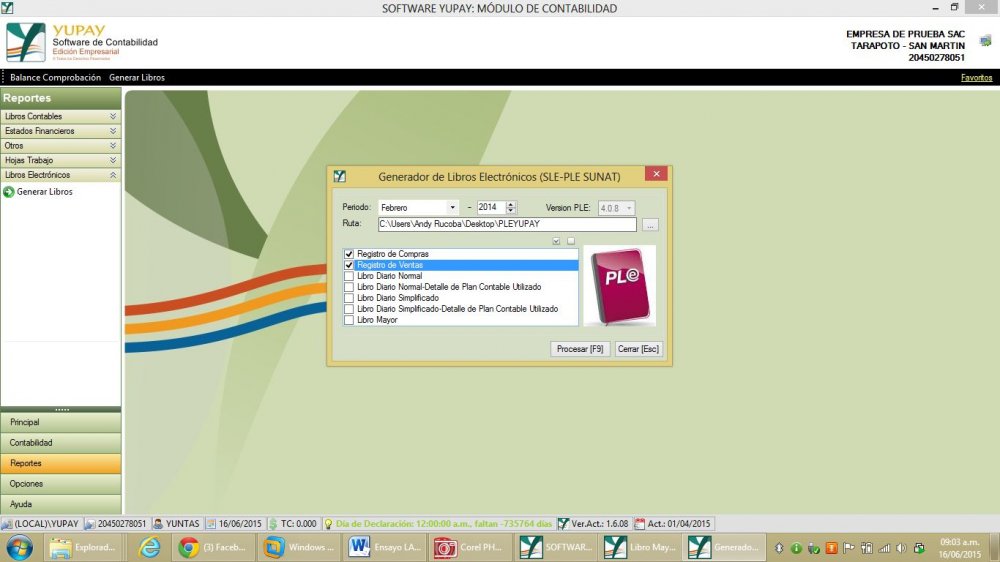 SOFTWARE YUPAY: MÓDULO DE CONTABILIDAD
YUPAY
Software de Contabilidad
Edición Empresarial
EMPRESA DE PRUEBA SAC
TARAPOTO - SAN MARTIN
20450278051
Balance Comprobación Generar Libros Favoritos
Reportes
Libros Contables
Estados Financieros
Otros
Hojas Trabajo
Libros Electrónicos
Generar Libros
Generador de Libros Electrónicos (SLE-PLE SUNAT)
Periodo: Febrero - 2014 Version PLE: 4.0.8
Ruta: C:\Users\Andy Rucoba\Desktop\PLEYUPAY ...
Registro de Compras
Registro de Ventas
Libro Diario Normal
Libro Diario Normal-Detalle de Plan Contable Utilizado
Libro Diario Simplificado
Libro Diario Simplificado-Detalle de Plan Contable Utilizado
Libro Mayor
PLe
Procesar [F9] Cerrar [Esc]
Principal
Contabilidad
Reportes
Opciones
Ayuda
(LOCAL)\YUPAY 20450278051 YUNTAS 16/06/2015 TC: 0.000 Día de Declaración: 12:00:00 a.m., faltan -735764 días Ver.Act.: 1.6.08 Act.: 01/04/2015
Explorad... (3) Faceb... Windows ... Ensayo LA... Corel PH... SOFTWAR... Libro May... Generado... 09:03 a.m.
16/06/2015